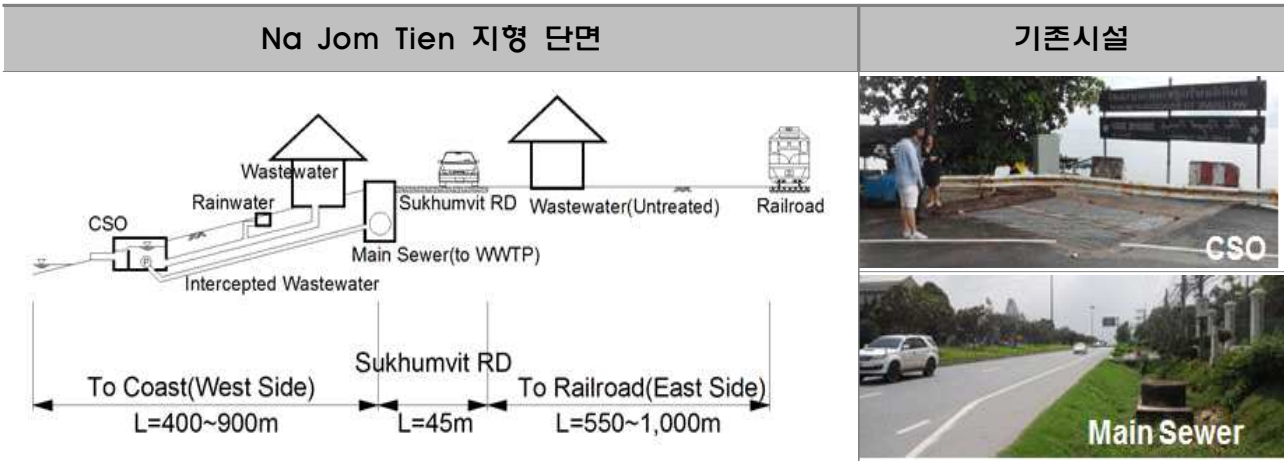 Na Jom Tien 지형 단면
기존시설
Wastewater
Rainwater
CSO
Sukhumvit RD
Wastewater(Untreated)
Railroad
Main Sewer(to WWTP)
Intercepted Wastewater
P
Sukhumvit RD
To Coast(West Side)
To Railroad(East Side)
L=400~900m
L=45m
L=550~1,000m
CSO
Main Sewer